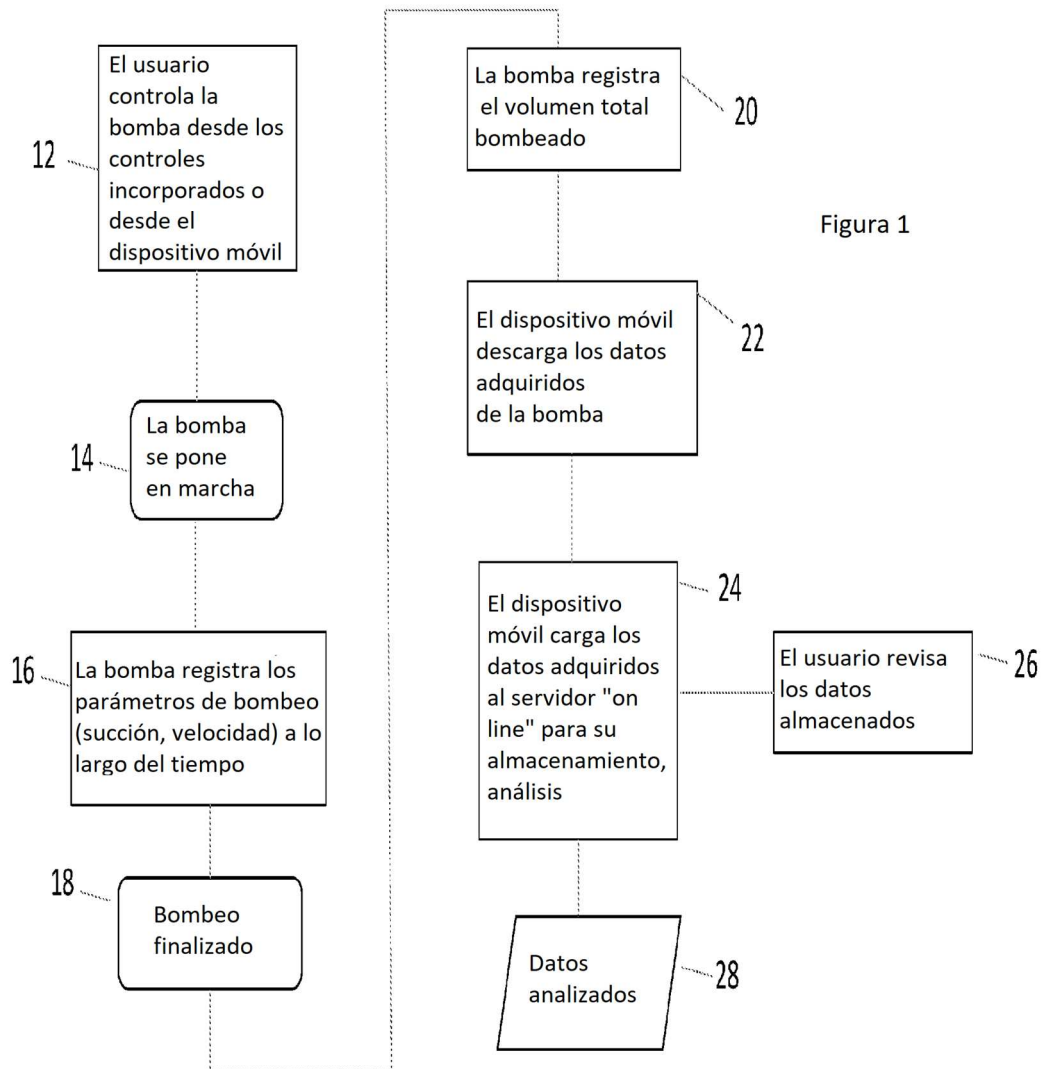 12
El usuario
controla la
bomba desde los
controles
incorporados o
desde el
dispositivo móvil
14
La bomba
se pone
en marcha
16
La bomba registra los
parámetros de bombeo
(succión, velocidad) a lo
largo del tiempo
18
Bombeo
finalizado
La bomba registra
el volumen total
bombeado
20
Figura 1
El dispositivo móvil
descarga los datos
adquiridos
de la bomba
22
El dispositivo
móvil carga los
datos adquiridos
al servidor "on
line" para su
almacenamiento,
análisis
24
El usuario revisa
los datos
almacenados
26
Datos
analizados
28